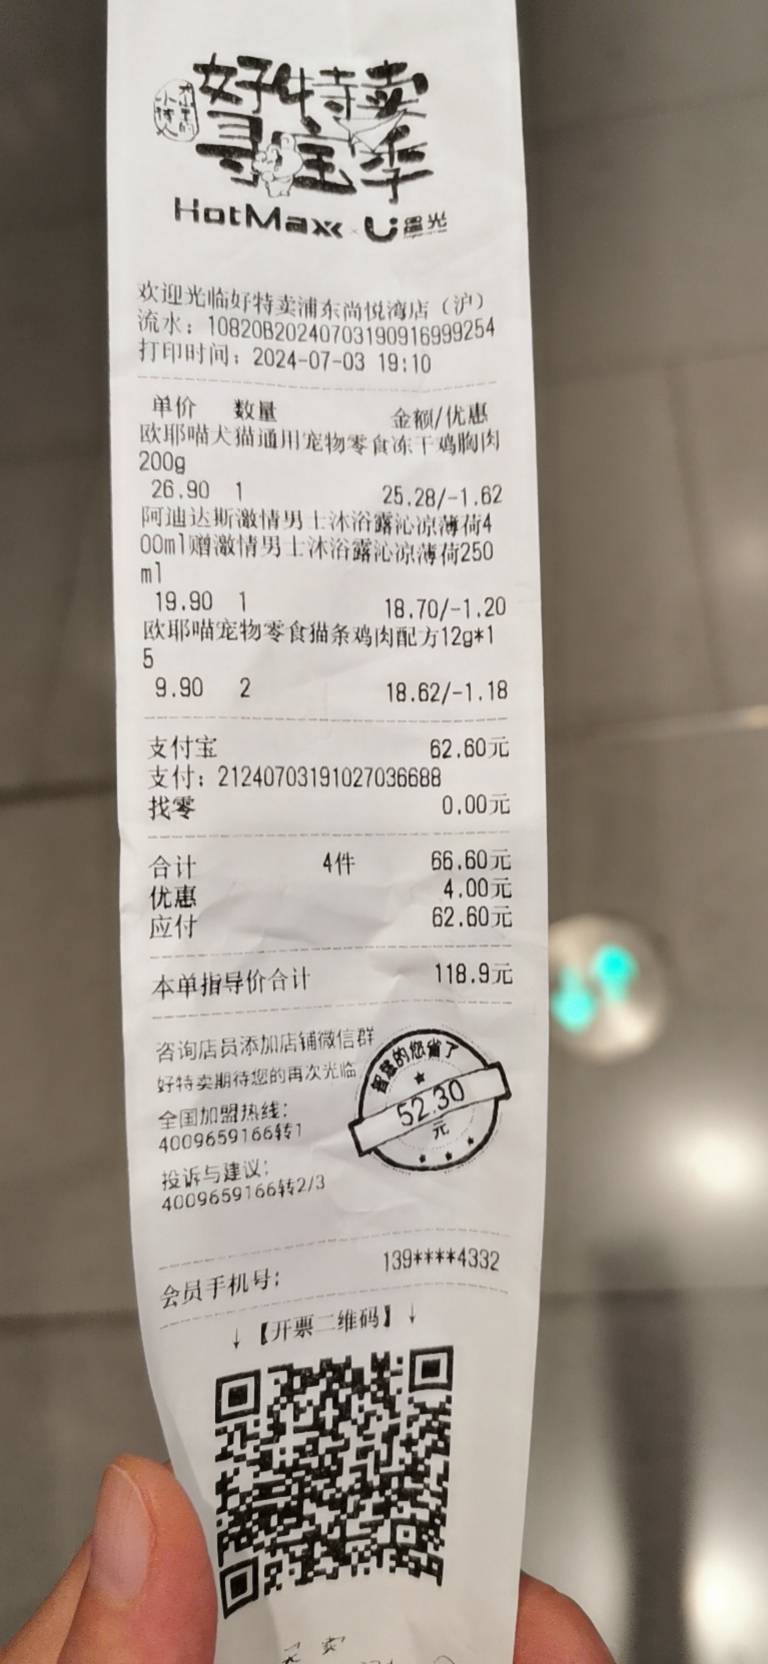 好特卖
寻宝季
HotMaxx × U 晨光
欢迎光临好特卖浦东尚悦湾店（沪）
流水：10820B20240703190916999254
打印时间：2024-07-03 19:10
单价 数量 金额/优惠
欧耶喵犬猫通用宠物零食冻干鸡胸肉
200g
26.90 1 25.28/-1.62
阿迪达斯激情男士沐浴露沁凉薄荷4
00ml赠激情男士沐浴露沁凉薄荷250
ml
19.90 1 18.70/-1.20
欧耶喵宠物零食猫条鸡肉配方12g*1
5
9.90 2 18.62/-1.18
支付宝 62.60元
支付：21240703191027036688
找零 0.00元
合计 4件 66.60元
优惠 4.00元
应付 62.60元
本单指导价合计 118.9元
咨询店员添加店铺微信群
好特卖期待您的再次光临
全国加盟热线：
4009659166转1
投诉与建议：
4009659166转2/3
智慧的您省了
52.30
元
会员手机号： 139****4332
↓【开票二维码】↓